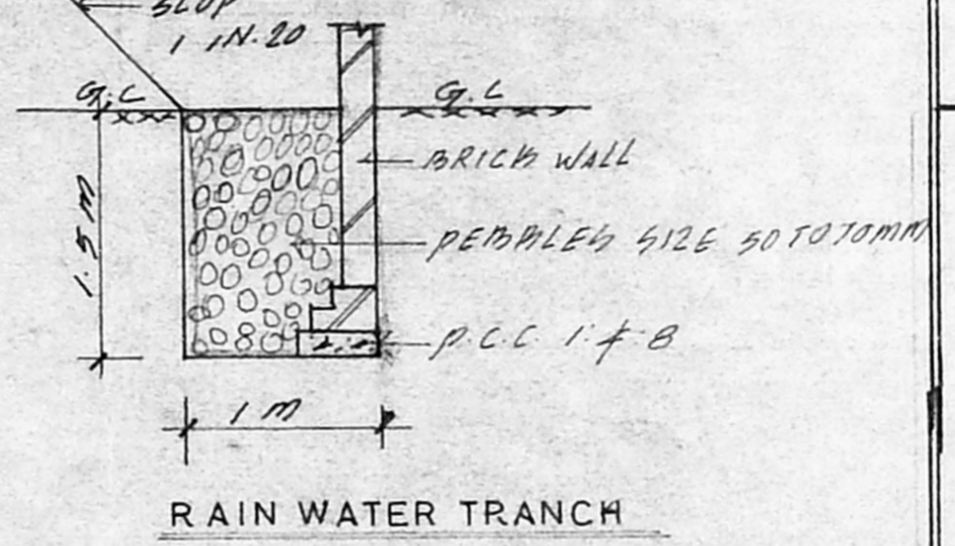 SLOP
1 IN. 20
G.L G.L
BRICK WALL
PEBBLES SIZE 50 TO 70MM
1.5 M
P.C.C 1:4:8
1 M
RAIN WATER TRANCH